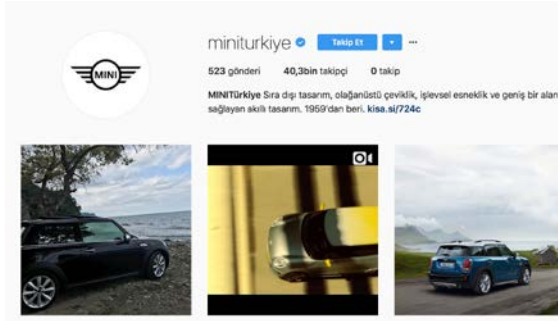 miniturkiye Takip Et
523 gönderi 40,3bin takipçi 0 takip
MINITürkiye Sıra dışı tasarım, olağanüstü çeviklik, işlevsel esneklik ve geniş bir alan
sağlayan akıllı tasarım. 1959'dan beri. kisa.si/724c
MINI